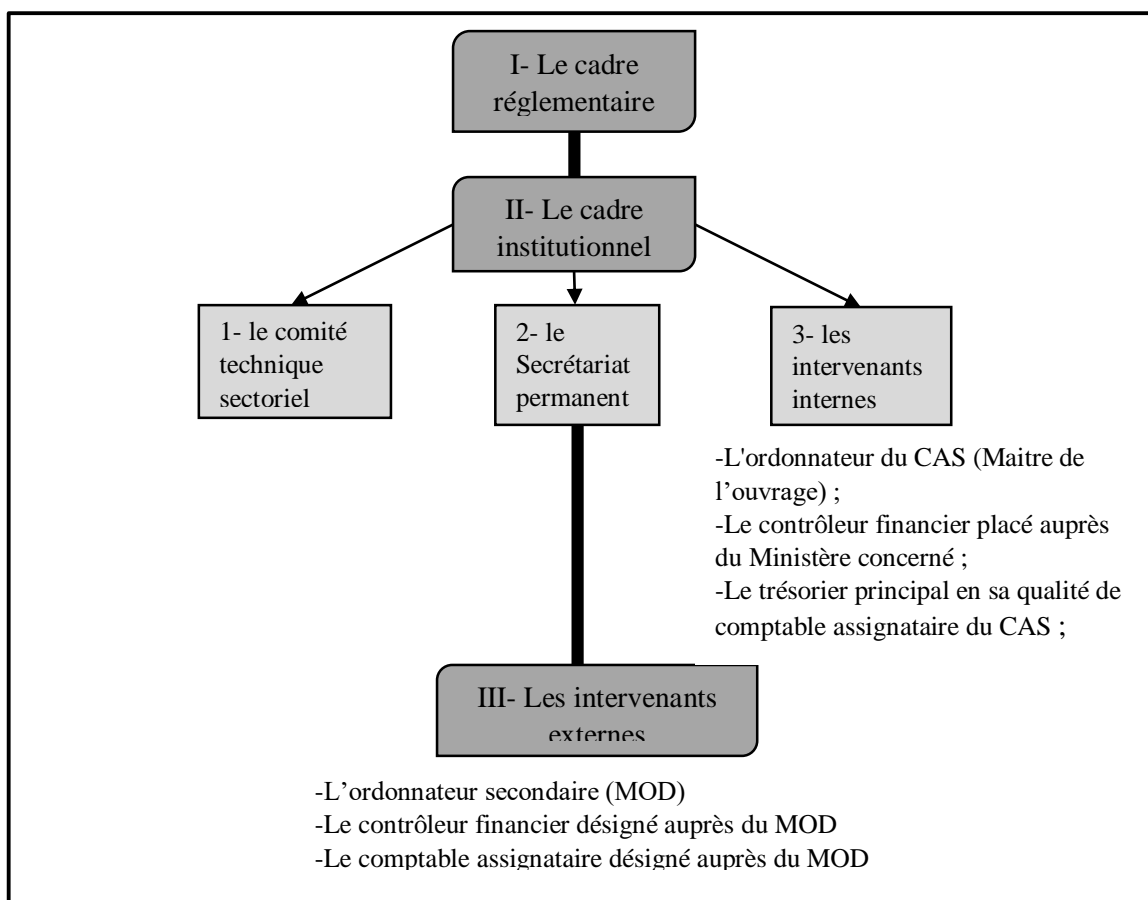 I- Le cadre
réglementaire
II- Le cadre
institutionnel
1- le comité
technique
sectoriel
2- le
Secrétariat
permanent
3- les
intervenants
internes
-L'ordonnateur du CAS (Maitre de
l’ouvrage) ;
-Le contrôleur financier placé auprès
du Ministère concerné ;
-Le trésorier principal en sa qualité de
comptable assignataire du CAS ;
III- Les intervenants
externes
-L’ordonnateur secondaire (MOD)
-Le contrôleur financier désigné auprès du MOD
-Le comptable assignataire désigné auprès du MOD